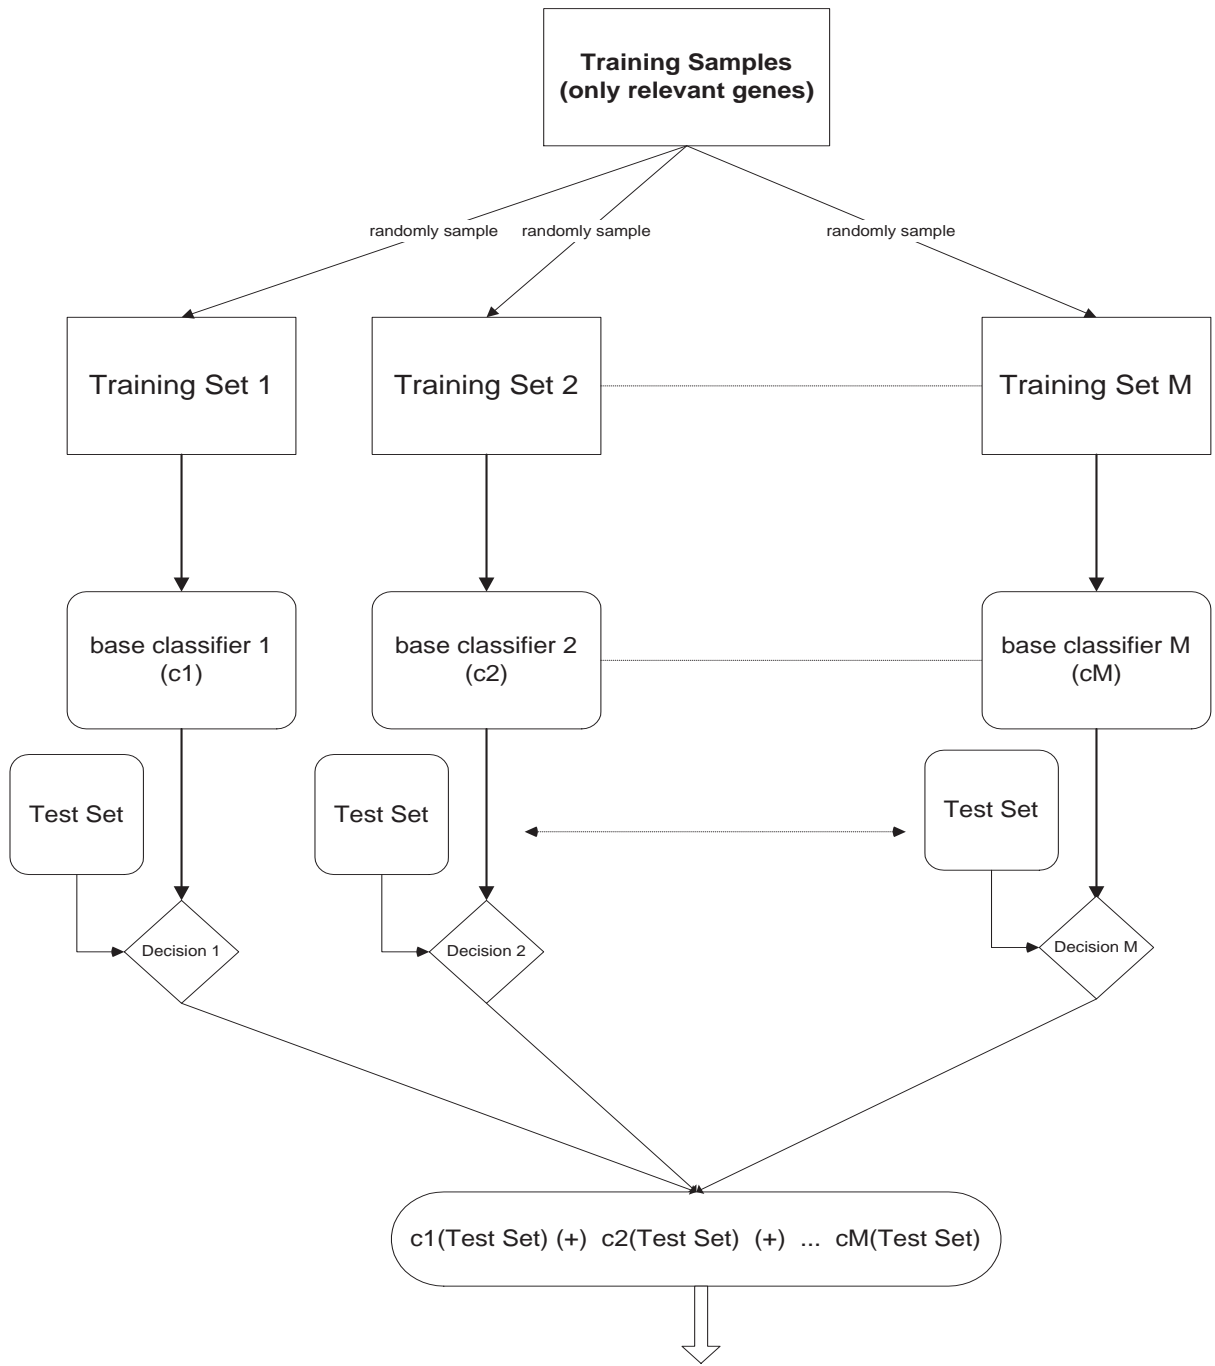 Training Samples
(only relevant genes)
randomly sample
randomly sample
randomly sample
Training Set 1
Training Set 2
Training Set M
base classifier 1
(c1)
base classifier 2
(c2)
base classifier M
(cM)
Test Set
Test Set
Test Set
Decision 1
Decision 2
Decision M
c1(Test Set) (+) c2(Test Set) (+) ... cM(Test Set)